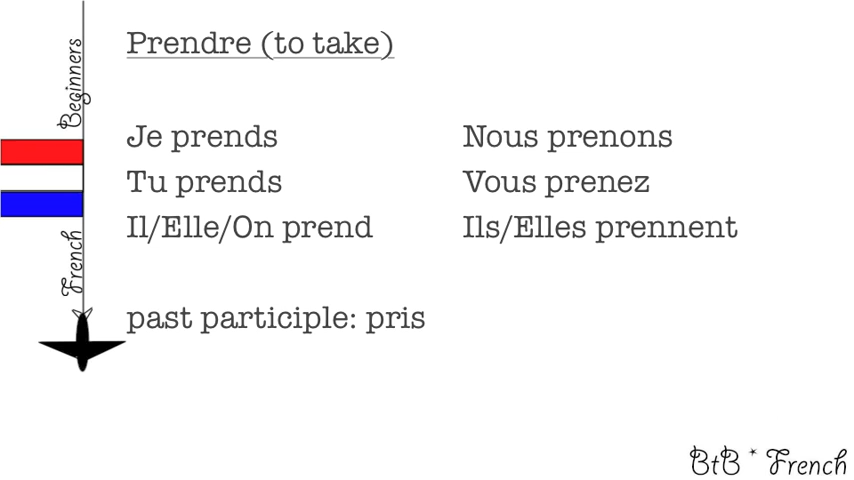 Beginners
French
Prendre (to take)
Je prends
Tu prends
Il/Elle/On prend
Nous prenons
Vous prenez
Ils/Elles prennent
past participle: pris
BtB * French